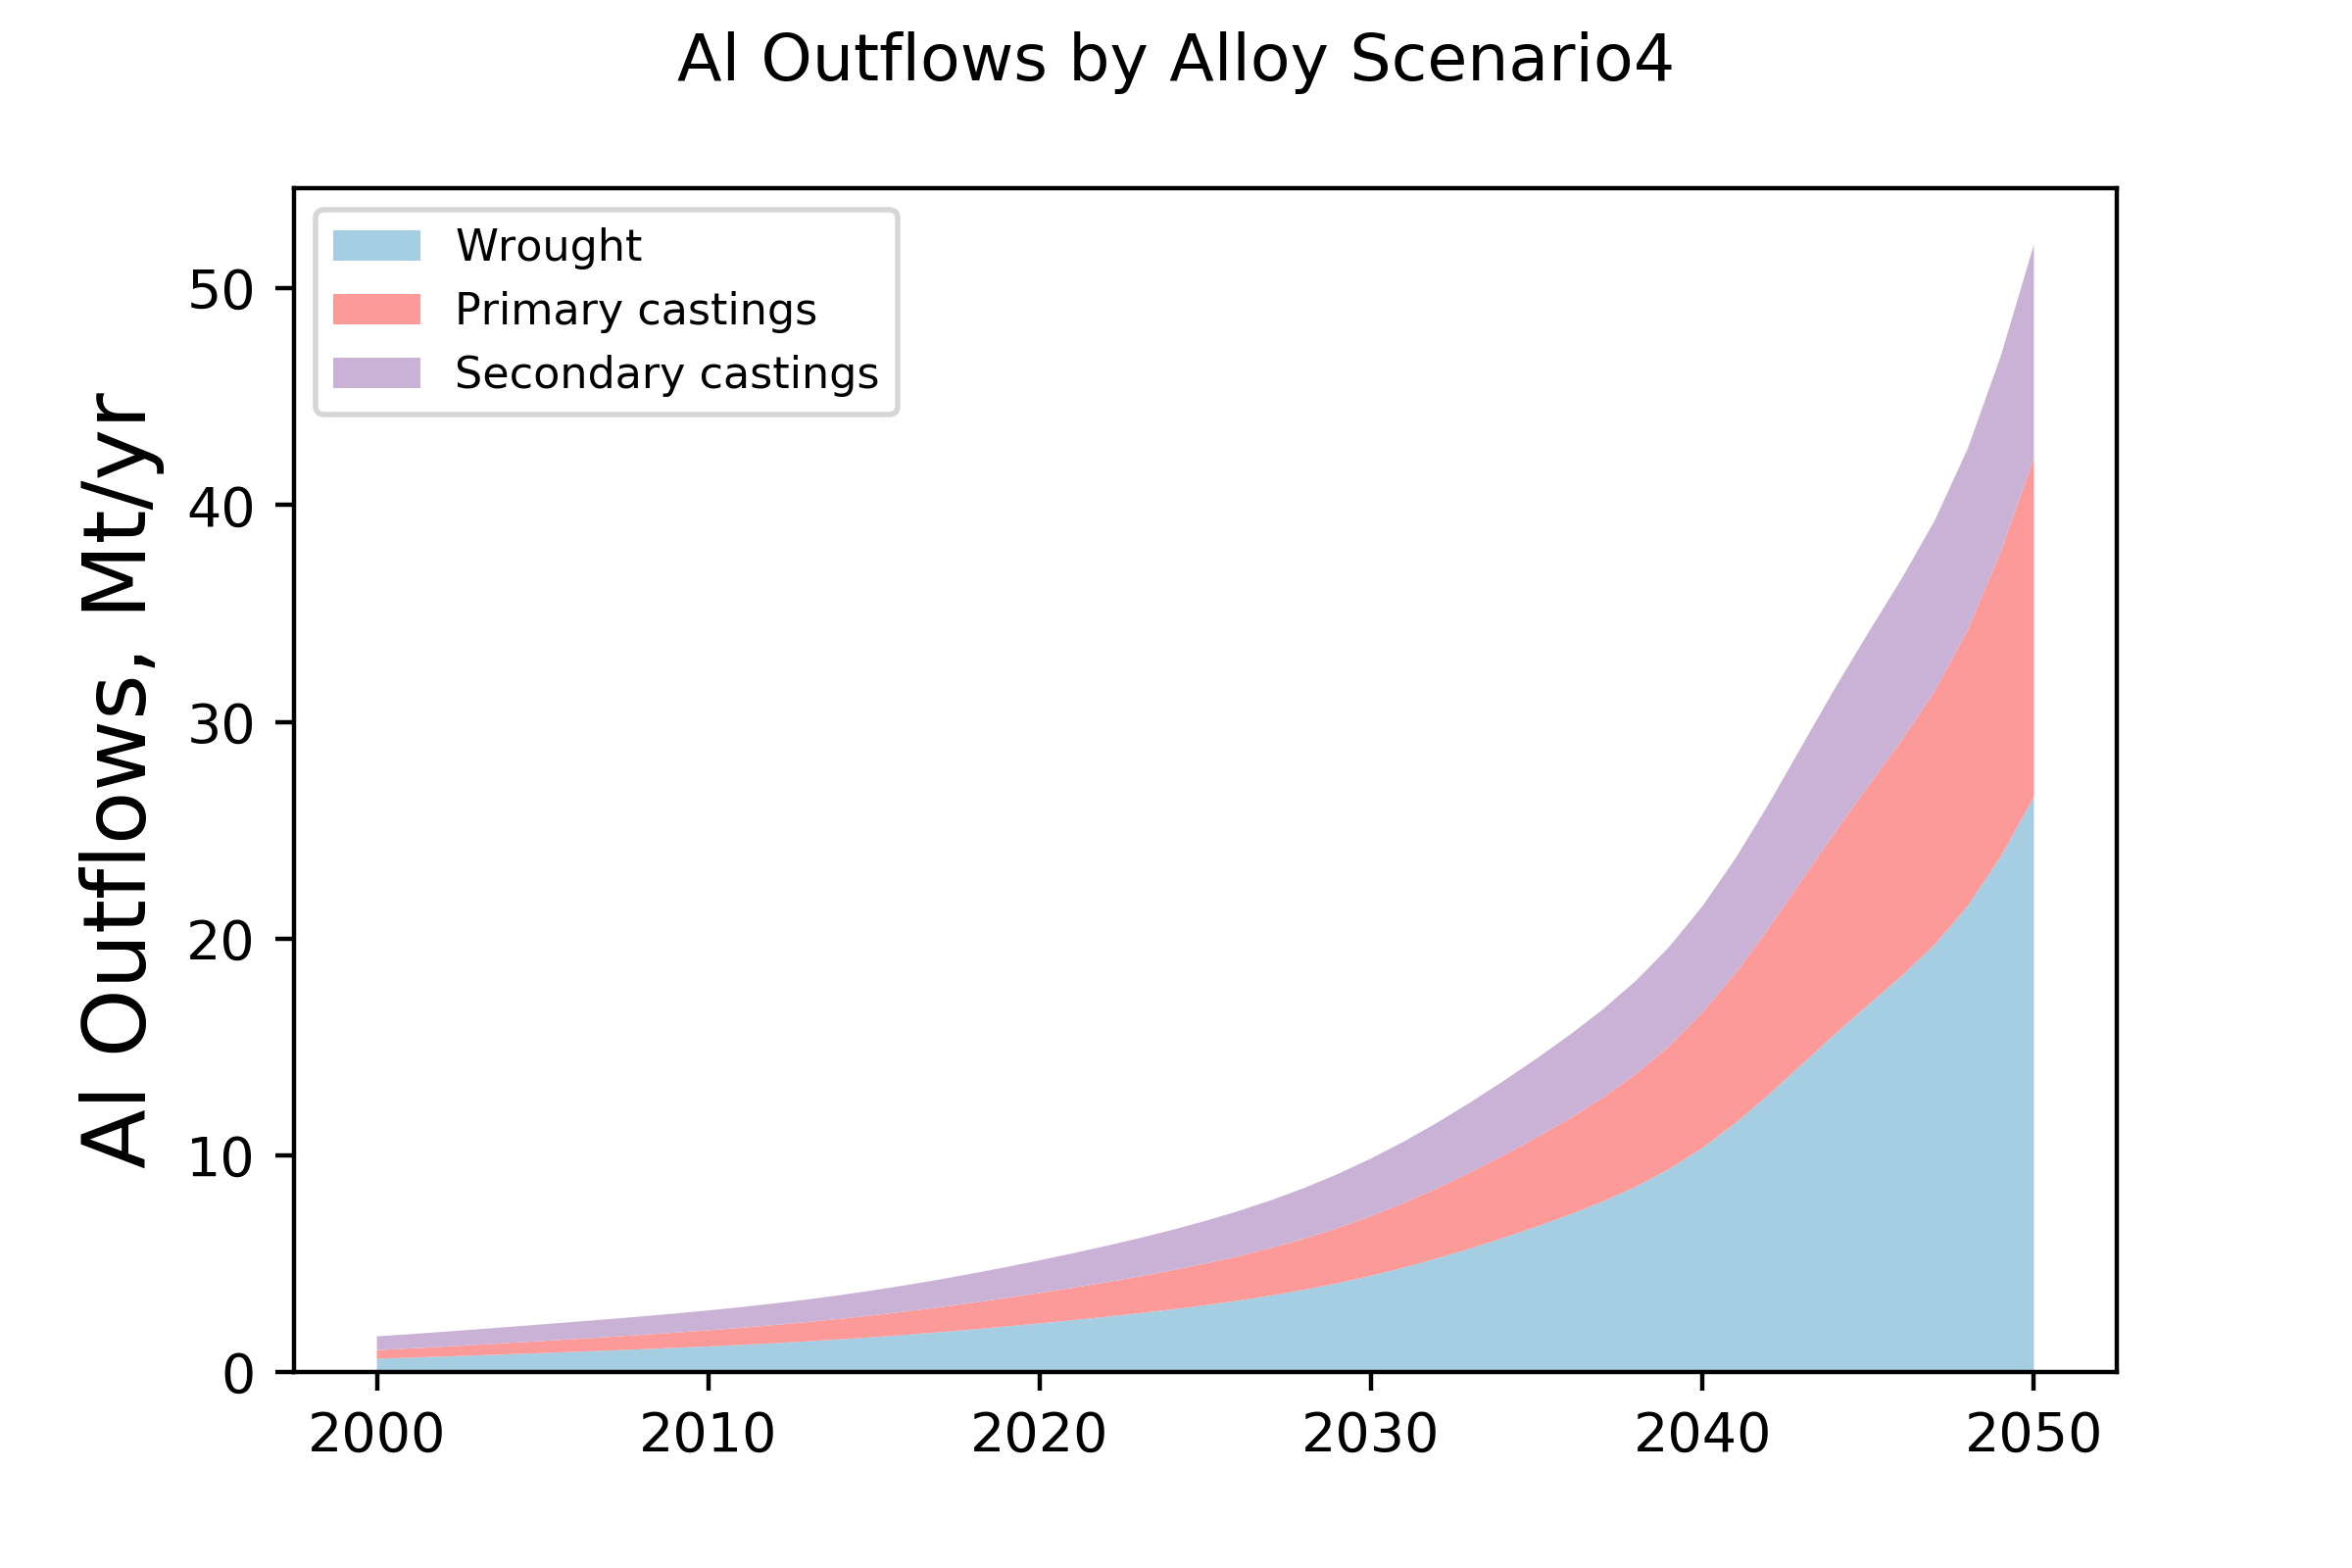 Al Outflows by Alloy Scenario4
Wrought
Primary castings
Secondary castings
Al Outflows, Mt/yr
50
40
30
20
10
0
2000 2010 2020 2030 2040 2050